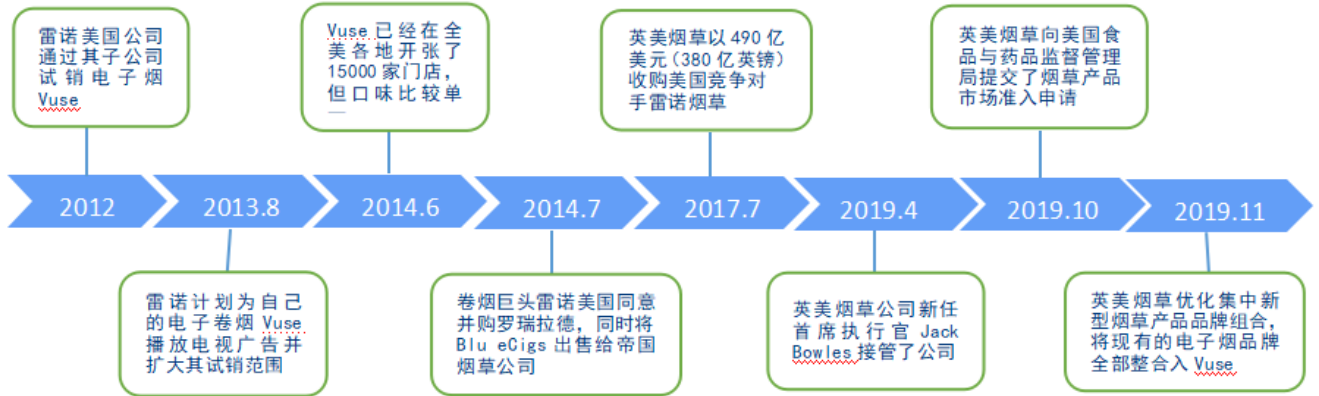 雷诺美国公司
通过其子公司
试销电子烟
Vuse
Vuse已经在全
美各地开张了
15000家门店，
但口味比较单
一
英美烟草以490亿
美元（380亿英镑）
收购美国竞争对
手雷诺烟草
英美烟草向美国食
品与药品监督管理
局提交了烟草产品
市场准入申请
2012
2013.8
2014.6
2014.7
2017.7
2019.4
2019.10
2019.11
雷诺计划为自己
的电子卷烟Vuse
播放电视广告并
扩大其试销范围
卷烟巨头雷诺美国同意
并购罗瑞拉德，同时将
Blu eCigs出售给帝国
烟草公司
英美烟草公司新任
首席执行官Jack
Bowles接管了公司
英美烟草优化集中新
型烟草产品品牌组合，
将现有的电子烟品牌
全部整合入Vuse